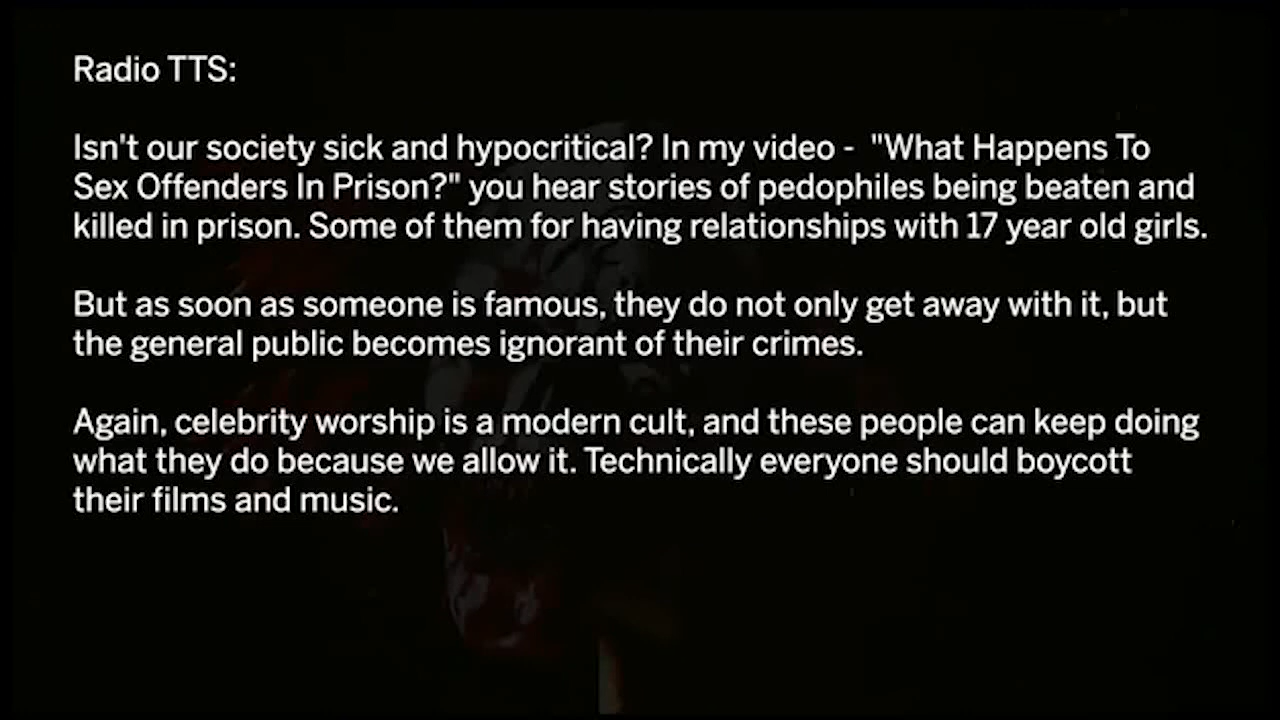 Radio TTS:
Isn't our society sick and hypocritical? In my video -  "What Happens To
Sex Offenders In Prison?" you hear stories of pedophiles being beaten and
killed in prison. Some of them for having relationships with 17 year old girls.
But as soon as someone is famous, they do not only get away with it, but
the general public becomes ignorant of their crimes.
Again, celebrity worship is a modern cult, and these people can keep doing
what they do because we allow it. Technically everyone should boycott
their films and music.